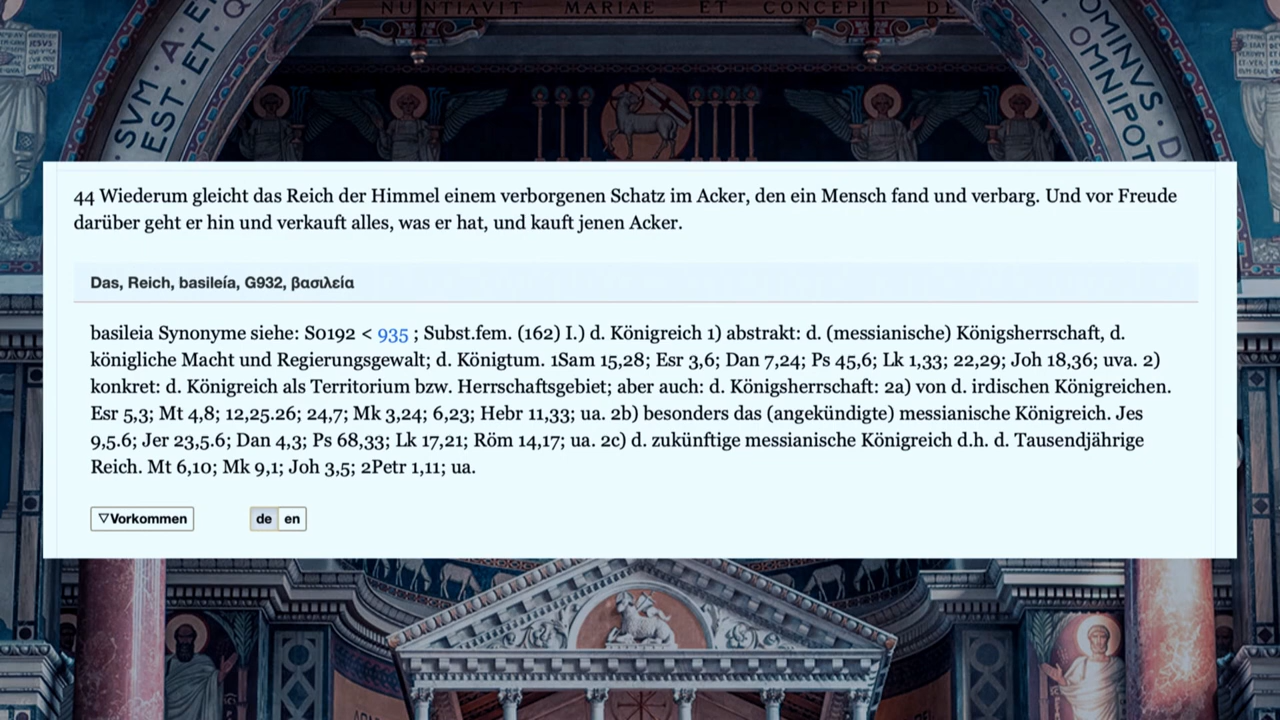 NUNTIAVIT MARIAE ET CONCEPIT DE
SVM · A · E
EST · ET · O
OMINVS · D
OMNIPOT
JESVS
44 Wiederum gleicht das Reich der Himmel einem verborgenen Schatz im Acker, den ein Mensch fand und verbarg. Und vor Freude
darüber geht er hin und verkauft alles, was er hat, und kauft jenen Acker.
Das, Reich, basileía, G932, βασιλεία
basileia Synonyme siehe: S0192 < 935 ; Subst.fem. (162) I.) d. Königreich 1) abstrakt: d. (messianische) Königsherrschaft, d.
königliche Macht und Regierungsgewalt; d. Königtum. 1Sam 15,28; Esr 3,6; Dan 7,24; Ps 45,6; Lk 1,33; 22,29; Joh 18,36; uva. 2)
konkret: d. Königreich als Territorium bzw. Herrschaftsgebiet; aber auch: d. Königsherrschaft: 2a) von d. irdischen Königreichen.
Esr 5,3; Mt 4,8; 12,25.26; 24,7; Mk 3,24; 6,23; Hebr 11,33; ua. 2b) besonders das (angekündigte) messianische Königreich. Jes
9,5.6; Jer 23,5.6; Dan 4,3; Ps 68,33; Lk 17,21; Röm 14,17; ua. 2c) d. zukünftige messianische Königreich d.h. d. Tausendjährige
Reich. Mt 6,10; Mk 9,1; Joh 3,5; 2Petr 1,11; ua.
▽Vorkommen
de en